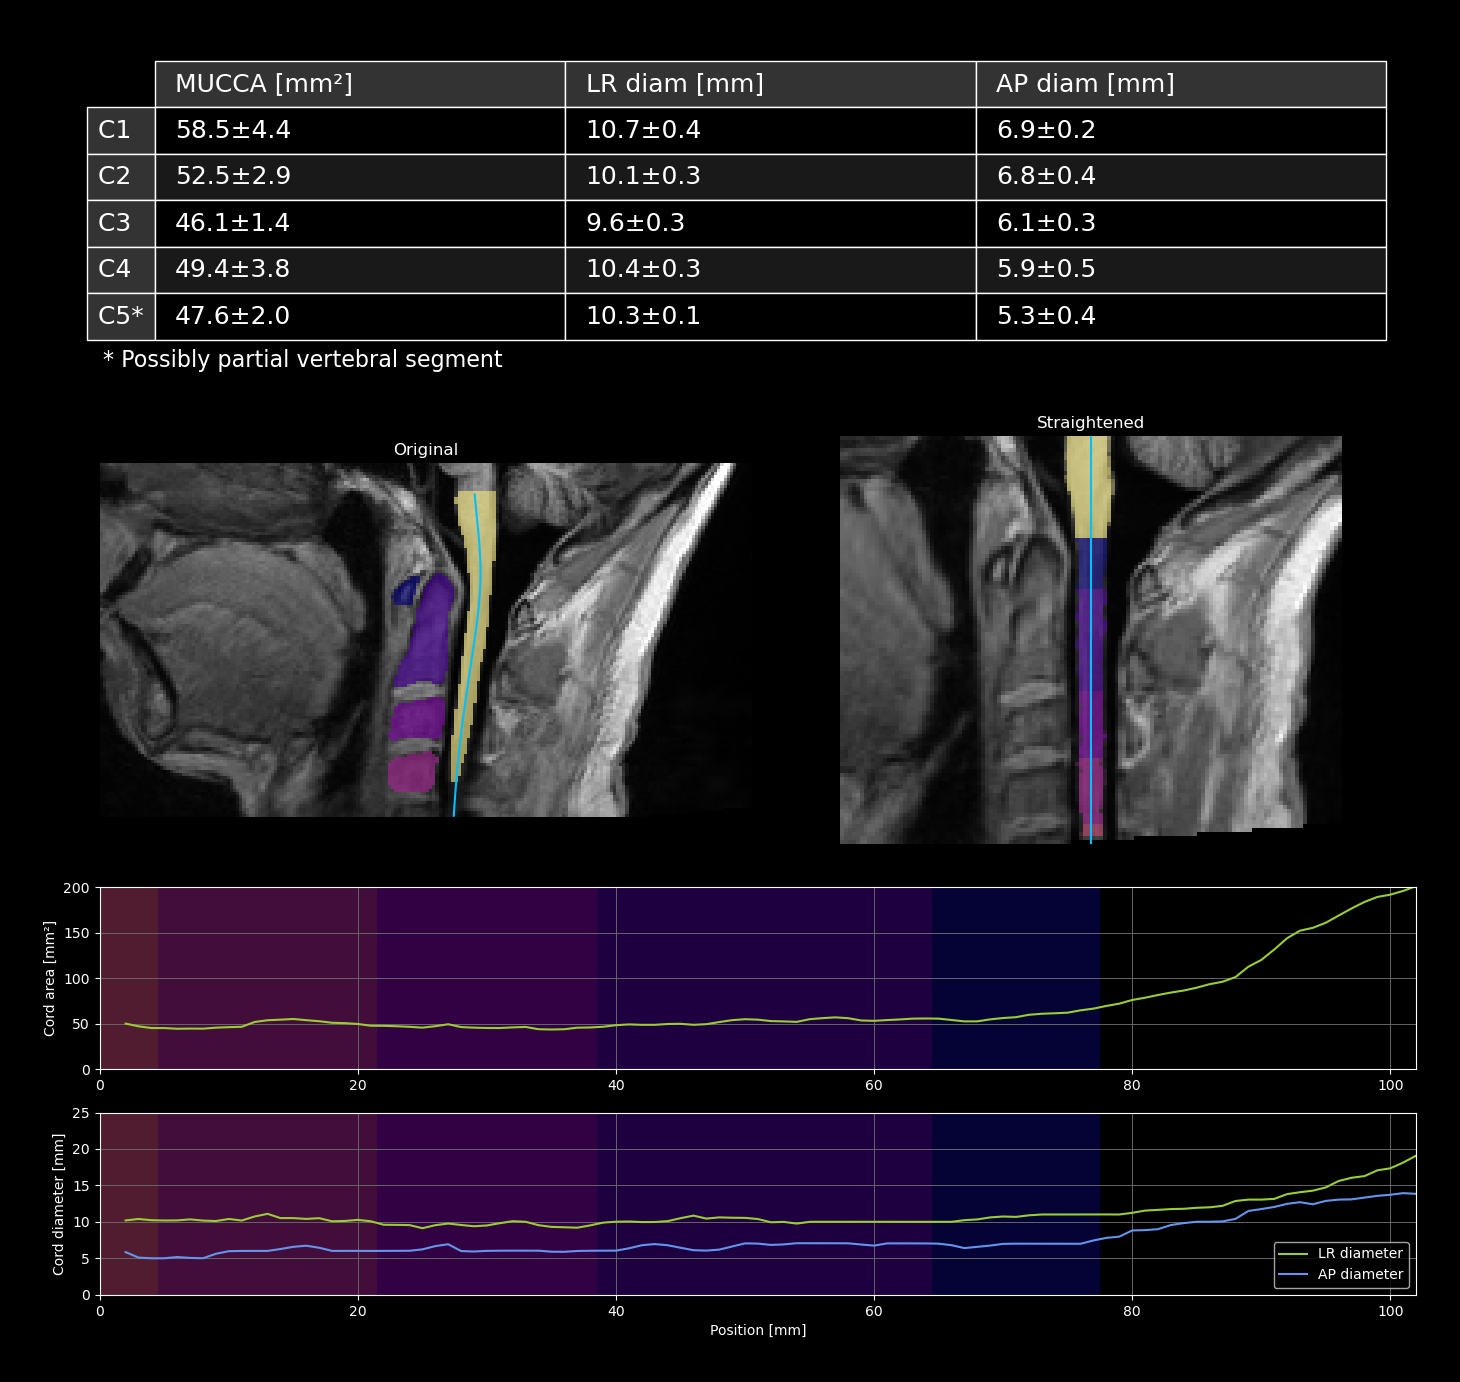 MUCCA [mm²] LR diam [mm] AP diam [mm]
C1 58.5±4.4 10.7±0.4 6.9±0.2
C2 52.5±2.9 10.1±0.3 6.8±0.4
C3 46.1±1.4 9.6±0.3 6.1±0.3
C4 49.4±3.8 10.4±0.3 5.9±0.5
C5* 47.6±2.0 10.3±0.1 5.3±0.4
* Possibly partial vertebral segment
Original
Straightened
Cord area [mm²]
200
150
100
50
0
0 20 40 60 80 100
Cord diameter [mm]
25
20
15
10
5
0
LR diameter
AP diameter
0 20 40 60 80 100
Position [mm]